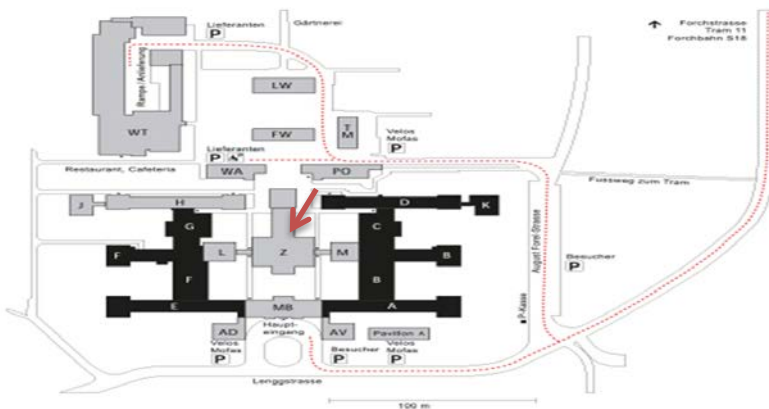 Lieferanten
P
Gärtnerei
Forchstrasse
Tram 11
Forchbahn S18
Rampe/Anlieferung
LW
WT
FW
TM
Velos
Mofas
P
Lieferanten
P
Restaurant, Cafeteria
WA
PO
Fussweg zum Tram
J
H
D
K
G
C
F
L
Z
M
B
F
B
August Forel-Strasse
Besucher
P
E
MB
A
P-Kasse
AD
Haupt-
eingang
AV
Pavillon A
Velos
Mofas
P
Besucher
P
Velos
Mofas
P
Lenggstrasse
100 m